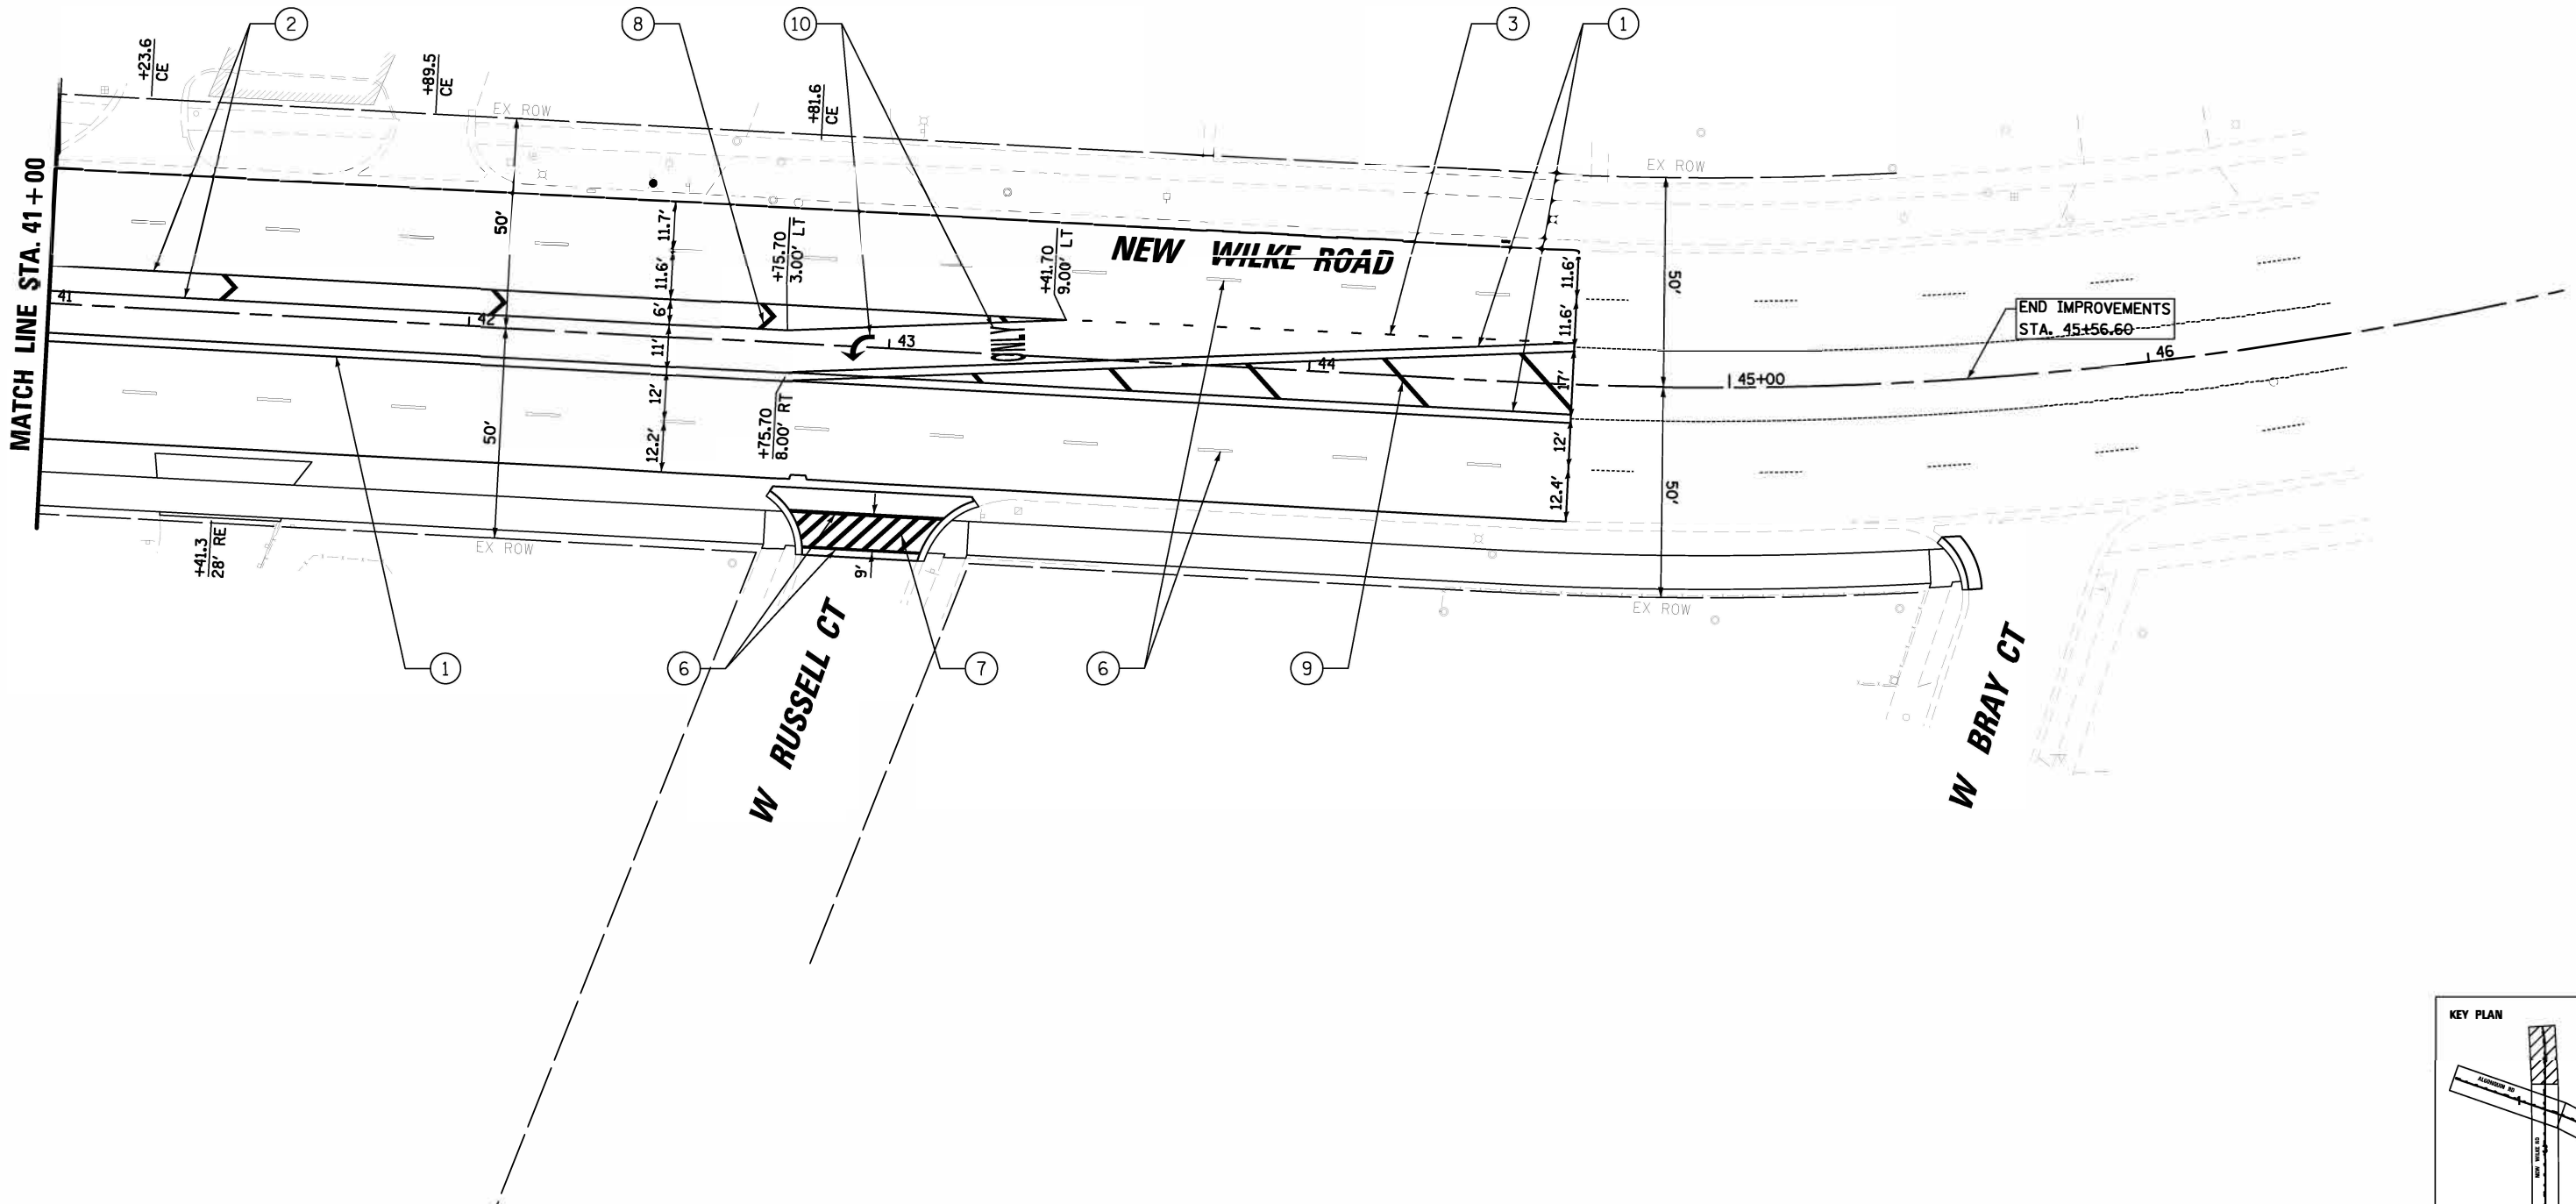 2
8
10
3
1
+23.6
CE
+89.5
CE
+81.6
CE
EX ROW
EX ROW
MATCH LINE STA. 41+00
50'
11.7'
11.6'
6'
11'
12'
12.2'
50'
+75.70
3.00' LT
+41.70
9.00' LT
NEW WILKE ROAD
11.6'
11.6'
17'
12'
12.4'
50'
50'
41
42
43
ONLY
44
45+00
46
END IMPROVEMENTS
STA. 45+56.60
+75.70
8.00' RT
+41.3
28' RE
EX ROW
9'
EX ROW
1
6
7
6
9
W RUSSELL CT
W BRAY CT
KEY PLAN
ALGONQUIN RD
NEW WILKE RD